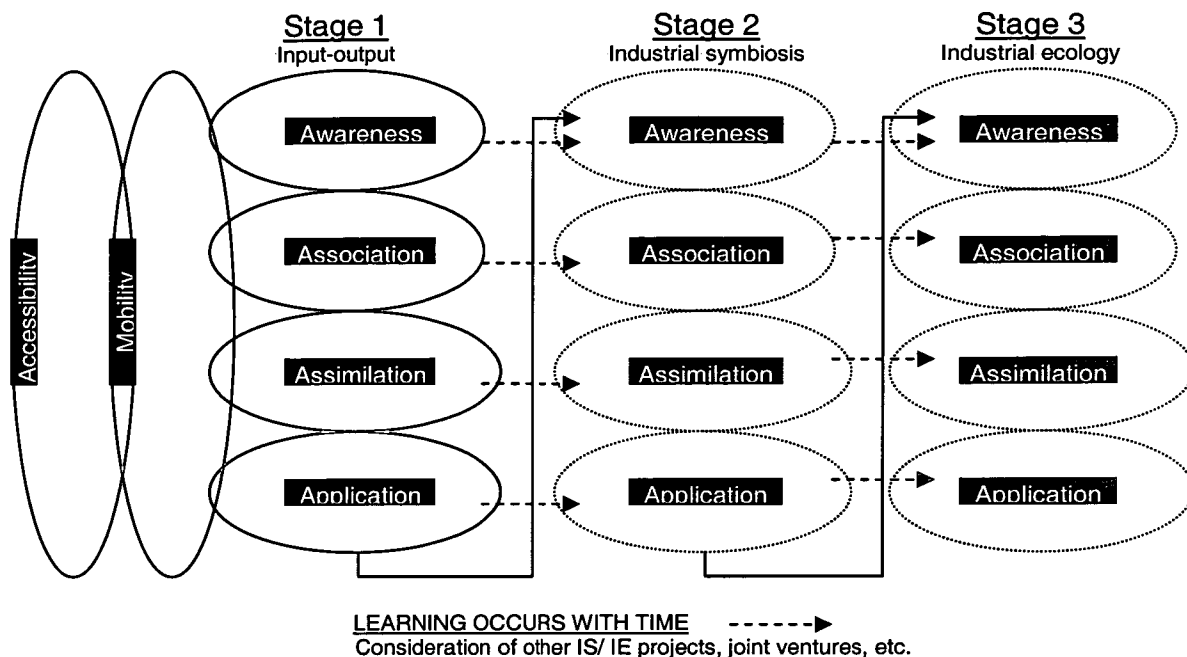 Stage 1
Input-output
Stage 2
Industrial symbiosis
Stage 3
Industrial ecology
Accessibility
Mobility
Awareness
Awareness
Awareness
Association
Association
Association
Assimilation
Assimilation
Assimilation
Application
Application
Application
LEARNING OCCURS WITH TIME
Consideration of other IS/ IE projects, joint ventures, etc.